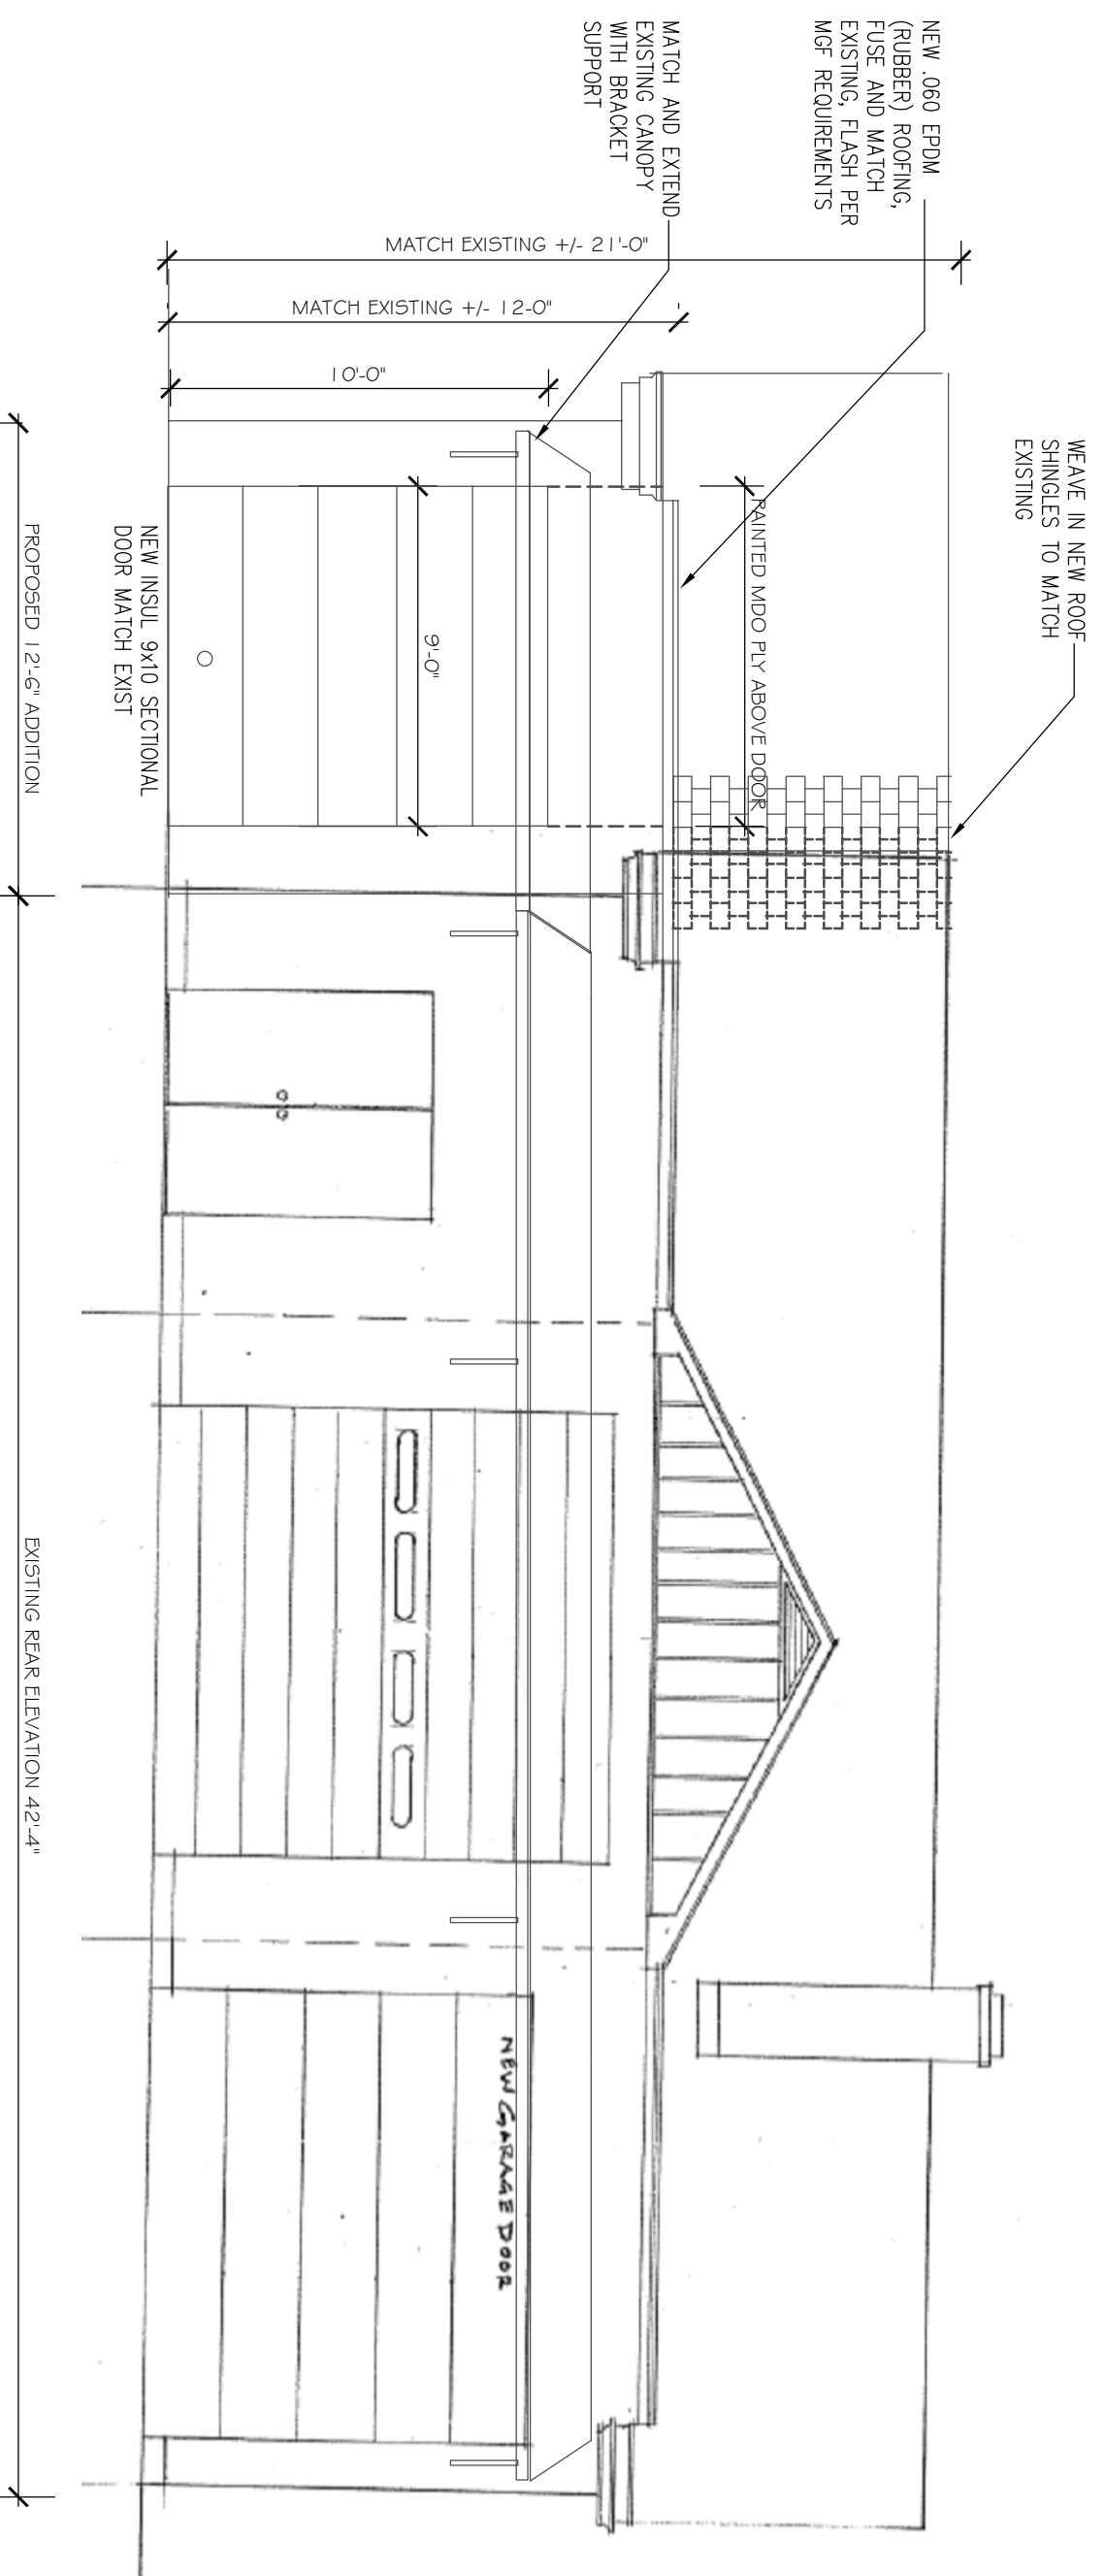 WEAVE IN NEW ROOF
SHINGLES TO MATCH
EXISTING
NEW .060 EPDM
(RUBBER) ROOFING,
FUSE AND MATCH
EXISTING, FLASH PER
MGF REQUIREMENTS
MATCH AND EXTEND
EXISTING CANOPY
WITH BRACKET
SUPPORT
MATCH EXISTING +/- 21'-0"
MATCH EXISTING +/- 12-0"
10'-0"
PAINTED MDO PLY ABOVE DOOR
9'-0"
NEW INSUL 9x10 SECTIONAL
DOOR MATCH EXIST
NEW GARAGE DOOR
PROPOSED 12'-6" ADDITION
EXISTING REAR ELEVATION 42'-4"